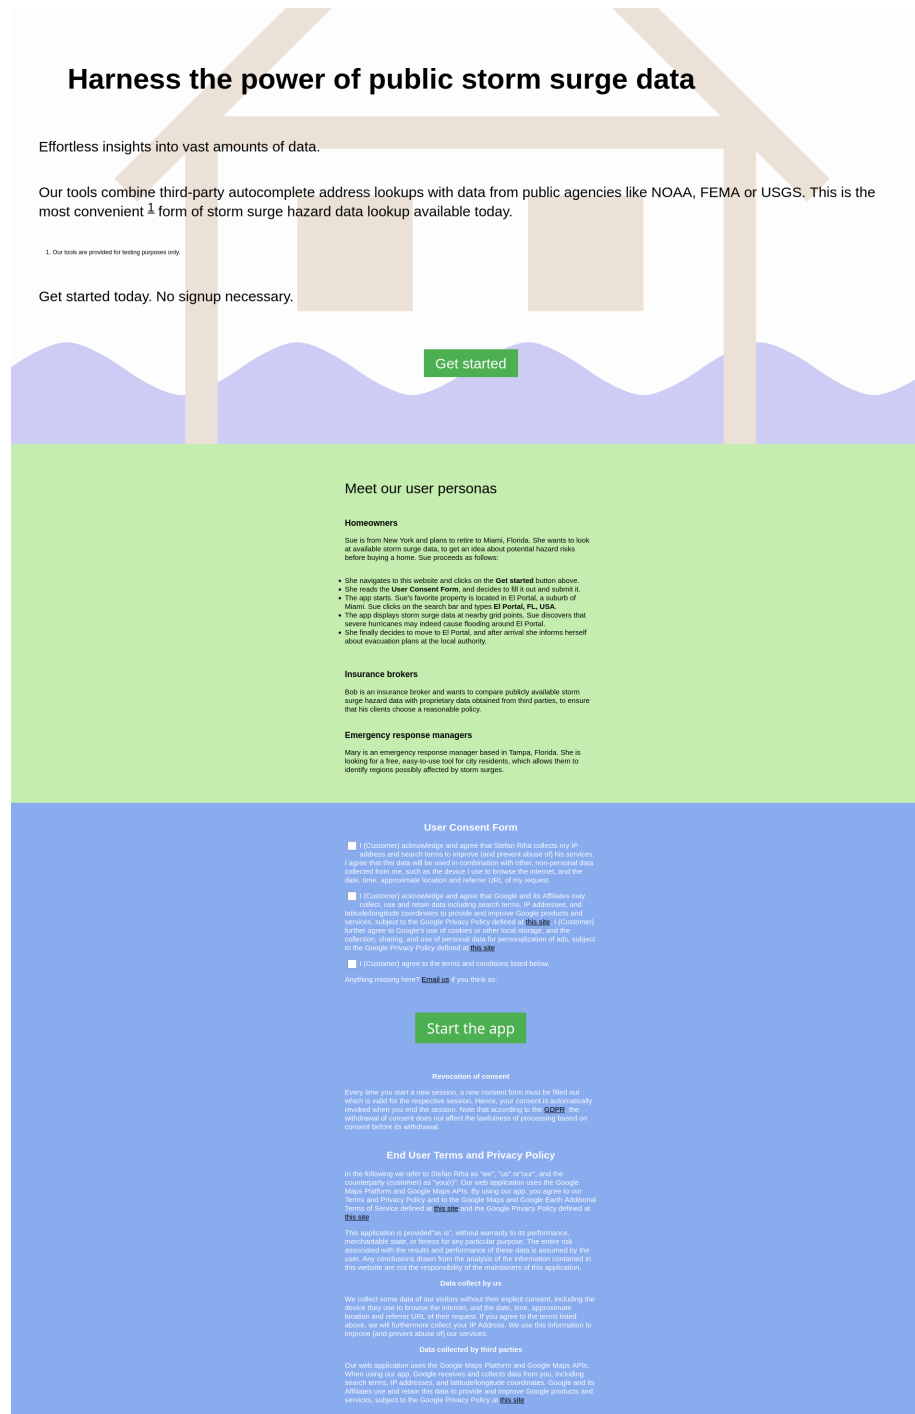 Harness the power of public storm surge data
Effortless insights into vast amounts of data.
Our tools combine third-party autocomplete address lookups with data from public agencies like NOAA, FEMA or USGS. This is the
most convenient 1 form of storm surge hazard data lookup available today.
1. Our tools are provided for testing purposes only.
Get started today. No signup necessary.
Get started
Meet our user personas
Homeowners
Sue is from New York and plans to retire to Miami, Florida. She wants to look
at available storm surge data, to get an idea about potential hazard risks
before buying a home. Sue proceeds as follows:
• She navigates to this website and clicks on the Get started button above.
• She reads the User Consent Form, and decides to fill it out and submit it.
• The app starts. Sue's favorite property is located in El Portal, a suburb of
Miami. Sue clicks on the search bar and types El Portal, FL, USA.
• The app displays storm surge data at nearby grid points. Sue discovers that
severe hurricanes may indeed cause flooding around El Portal.
• She finally decides to move to El Portal, and after arrival she informs herself
about evacuation plans at the local authority.
Insurance brokers
Bob is an insurance broker and wants to compare publicly available storm
surge hazard data with proprietary data obtained from third parties, to ensure
that his clients choose a reasonable policy.
Emergency response managers
Mary is an emergency response manager based in Tampa, Florida. She is
looking for a free, easy-to-use tool for city residents, which allows them to
identify regions possibly affected by storm surges.
User Consent Form
I (Customer) acknowledge and agree that Stefan Riha collects my IP
address and search terms to improve (and prevent abuse of) his services.
I agree that this data will be used in combination with other, non-personal data
collected from me, such as the device I use to browse the internet, and the
date, time, approximate location and referrer URL of my request.
I (Customer) acknowledge and agree that Google and its Affiliates may
collect, use and retain data including search terms, IP addresses, and
latitude/longitude coordinates to provide and improve Google products and
services, subject to the Google Privacy Policy defined at this site. I (Customer)
further agree to Google's use of cookies or other local storage, and the
collection, sharing, and use of personal data for personalization of ads, subject
to the Google Privacy Policy defined at this site.
I (Customer) agree to the terms and conditions listed below.
Anything missing here? Email us if you think so.
Start the app
Revocation of consent
Every time you start a new session, a new consent form must be filled out
which is valid for the respective session. Hence, your consent is automatically
revoked when you end the session. Note that according to the GDPR, the
withdrawal of consent does not affect the lawfulness of processing based on
consent before its withdrawal.
End User Terms and Privacy Policy
In the following we refer to Stefan Riha as "we", "us" or"our", and the
counterparty (customer) as "you(r)". Our web application uses the Google
Maps Platform and Google Maps APIs. By using our app, you agree to our
Terms and Privacy Policy and to the Google Maps and Google Earth Additional
Terms of Service defined at this site and the Google Privacy Policy defined at
this site.
This application is provided"as is", without warranty to its performance,
merchantable state, or fitness for any particular purpose. The entire risk
associated with the results and performance of these data is assumed by the
user. Any conclusions drawn from the analysis of the information contained in
this website are not the responsibility of the maintainers of this application.
Data collect by us
We collect some data of our visitors without their explicit consent, including the
device they use to browse the internet, and the date, time, approximate
location and referrer URL of their request. If you agree to the terms listed
above, we will furthermore collect your IP Address. We use this information to
improve (and prevent abuse of) our services.
Data collected by third parties
Our web application uses the Google Maps Platform and Google Maps APIs.
When using our app, Google receives and collects data from you, including
search terms, IP addresses, and latitude/longitude coordinates. Google and its
Affiliates use and retain this data to provide and improve Google products and
services, subject to the Google Privacy Policy at this site.